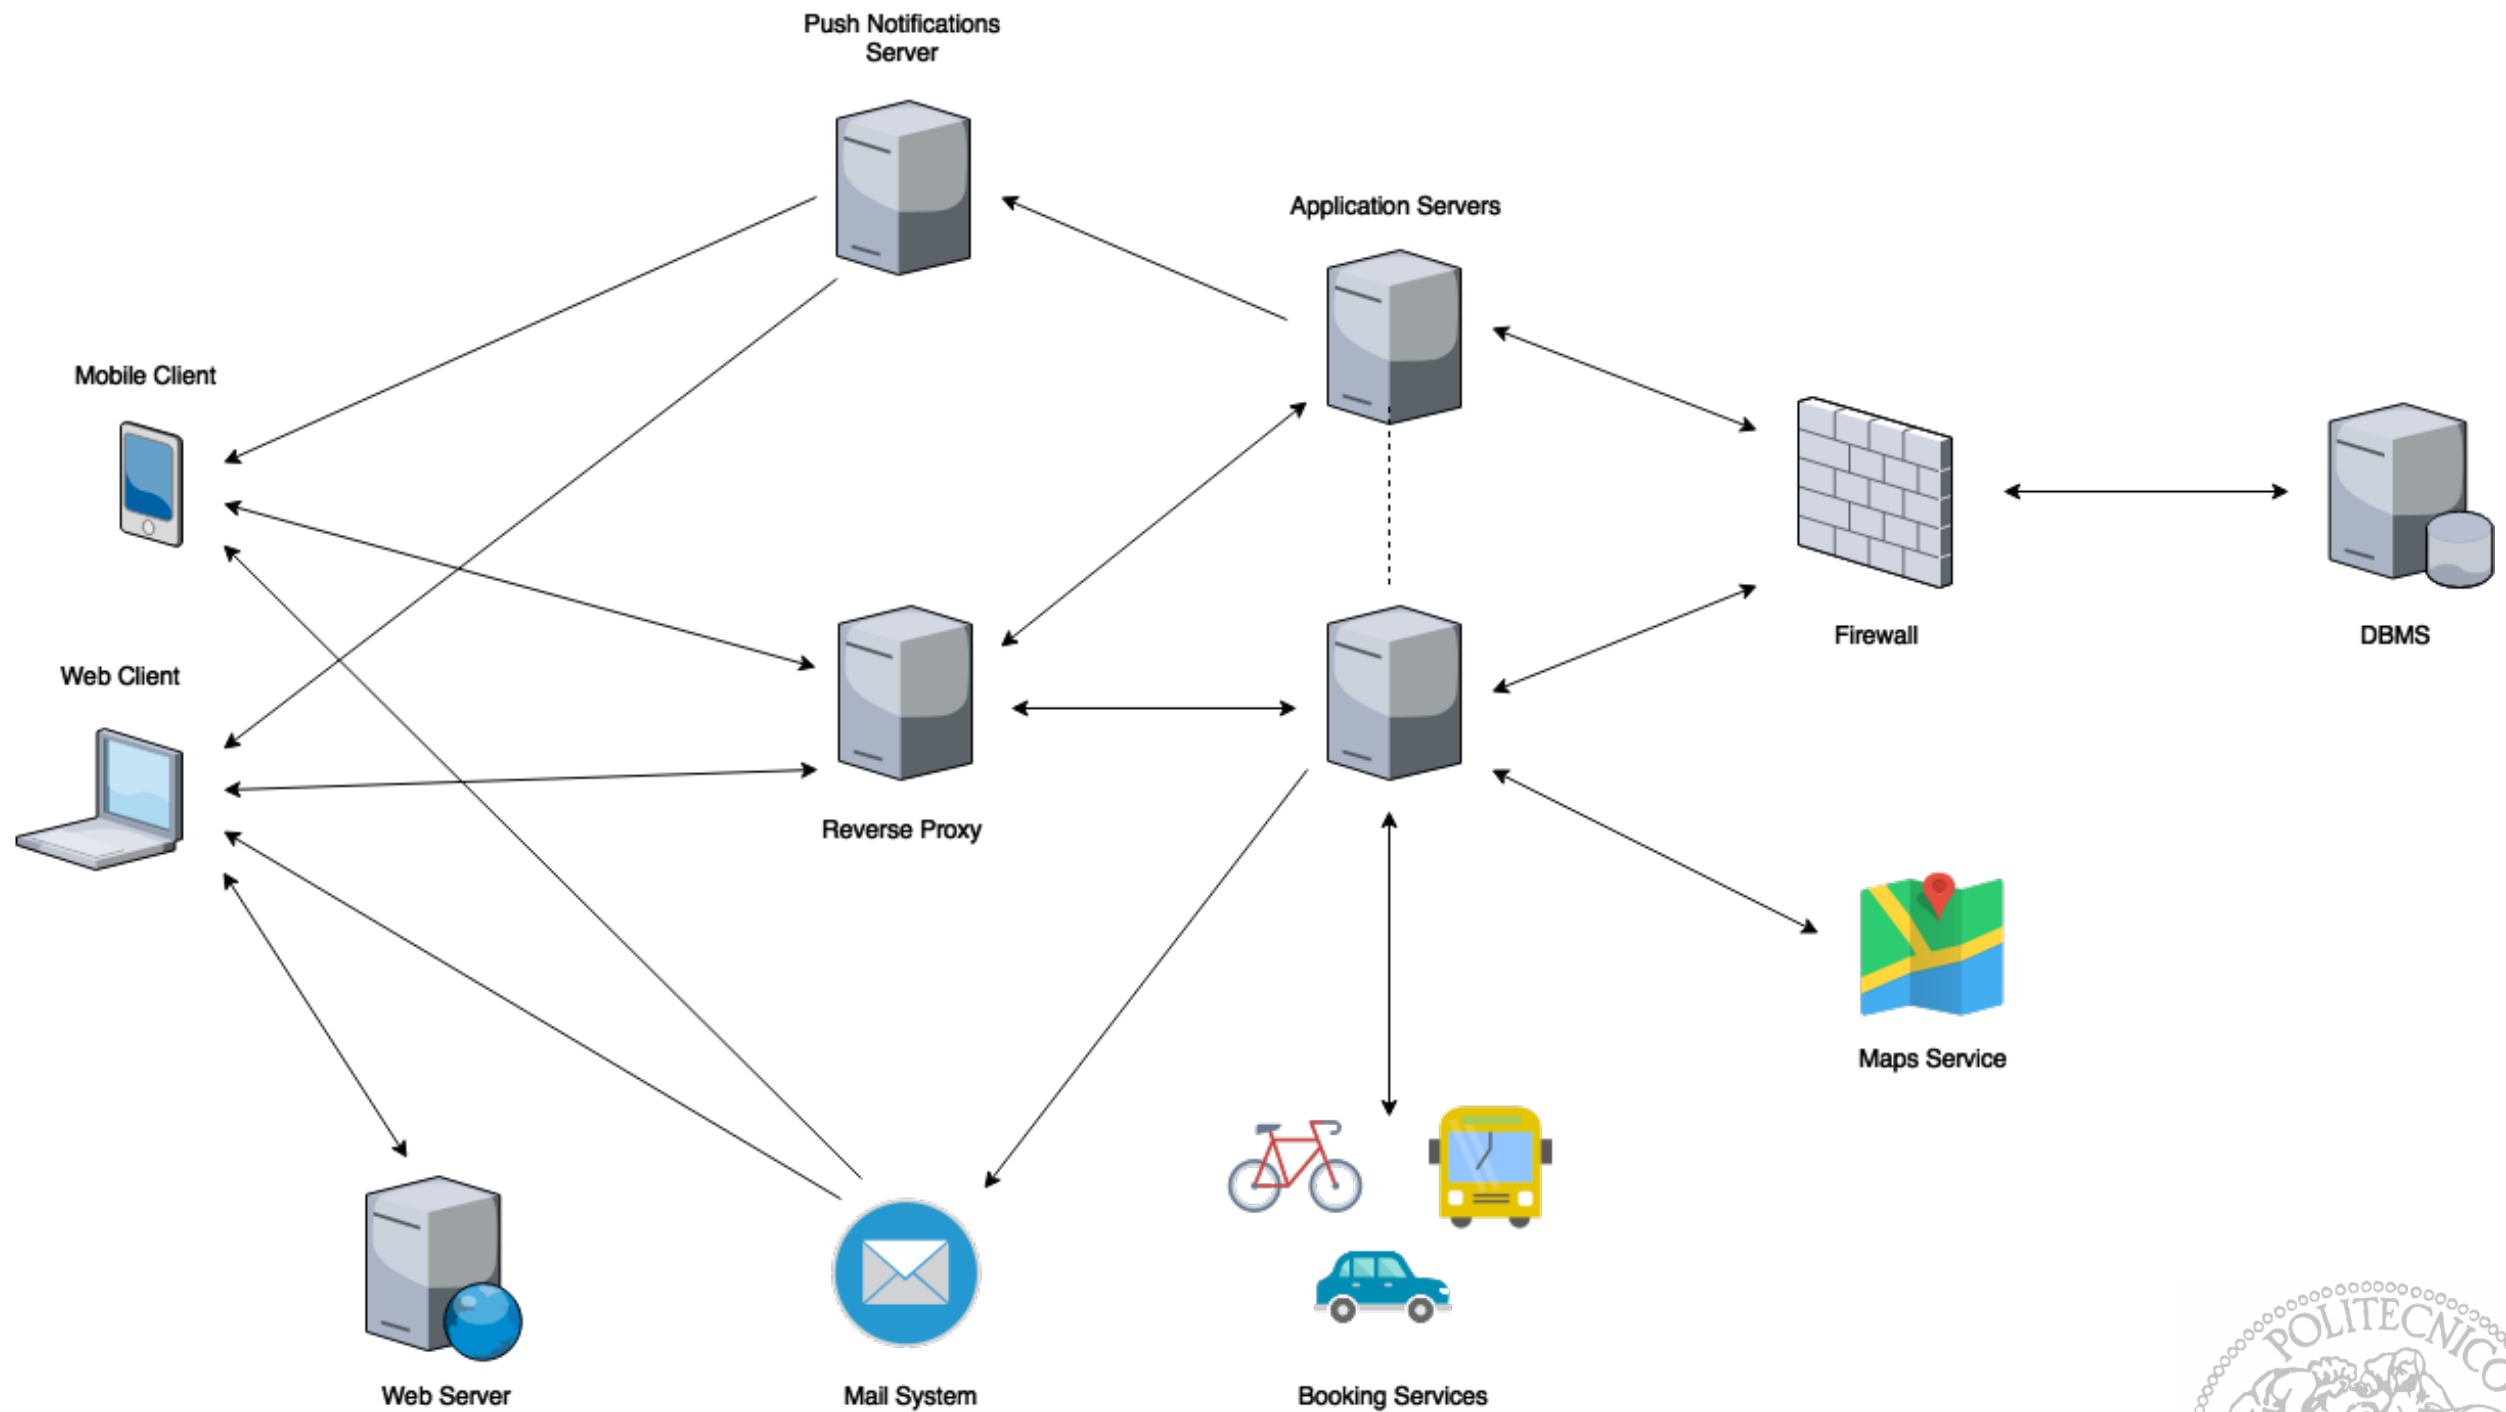 Push Notifications
Server
Application Servers
Mobile Client
Web Client
Firewall
DBMS
Reverse Proxy
Maps Service
Web Server
Mail System
Booking Services
POLITECNICO